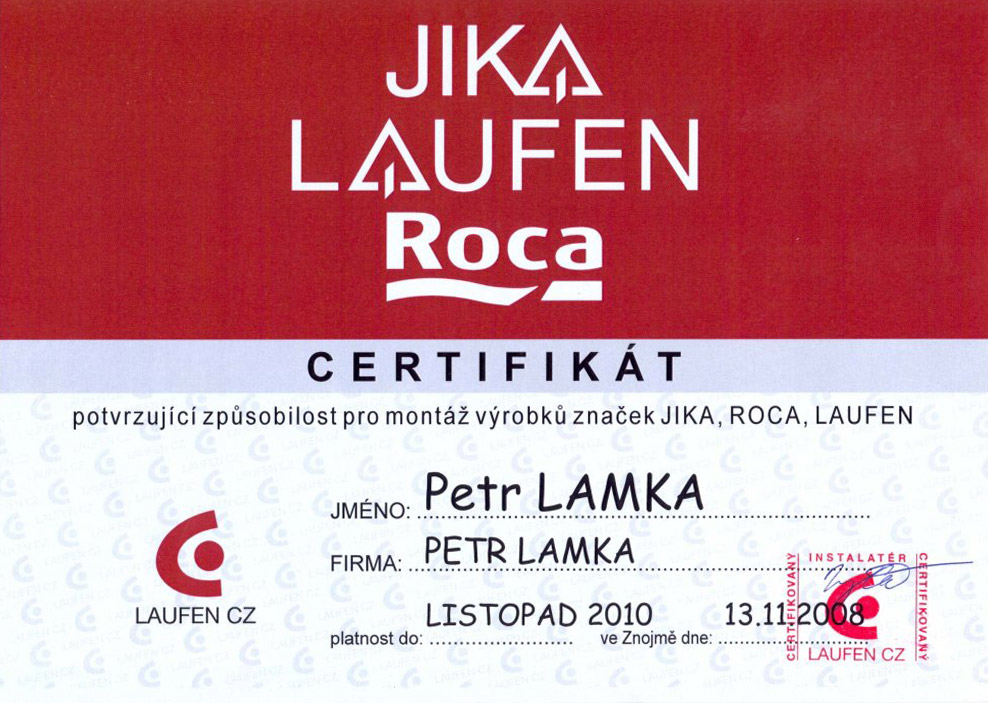 JIKA
LAUFEN
Roca
CERTIFIKÁT
potvrzující způsobilost pro montáž výrobků značek JIKA, ROCA, LAUFEN
JMÉNO: Petr LAMKA
FIRMA: PETR LAMKA
platnost do: LISTOPAD 2010 ve Znojmě dne: 13.11.2008
LAUFEN CZ
CERTIFIKOVANÝ
INSTALATÉR
CERTIFIKOVANÝ
LAUFEN CZ